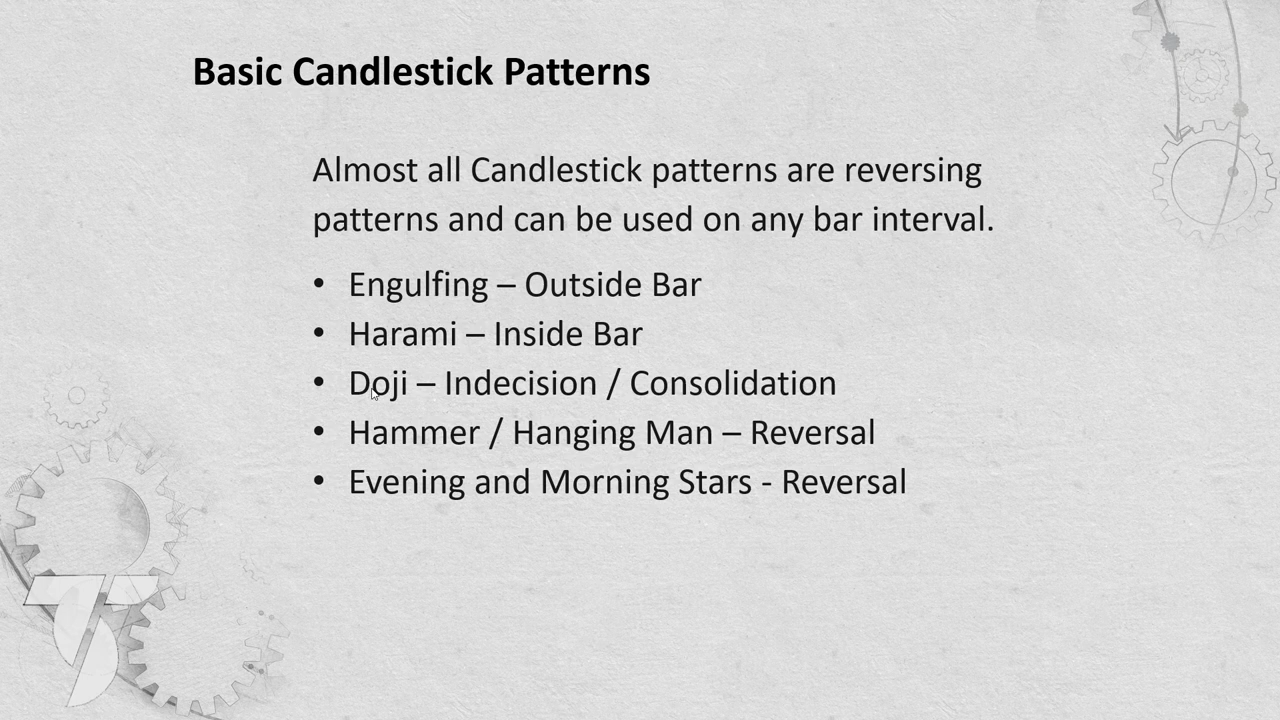 Basic Candlestick Patterns
Almost all Candlestick patterns are reversing
patterns and can be used on any bar interval.
• Engulfing – Outside Bar
• Harami – Inside Bar
• Doji – Indecision / Consolidation
• Hammer / Hanging Man – Reversal
• Evening and Morning Stars - Reversal